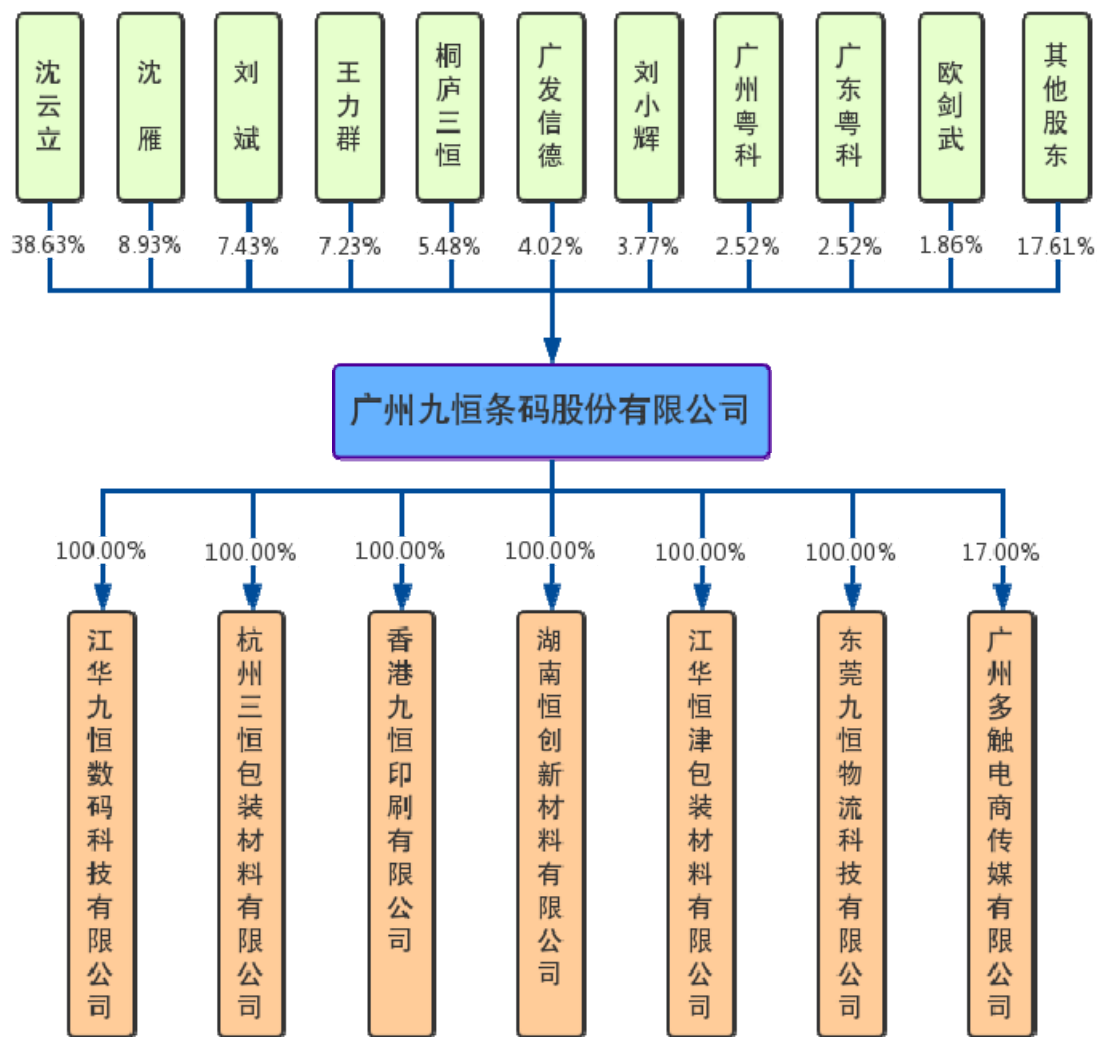 沈云立
沈雁
刘斌
王力群
桐庐三恒
广发信德
刘小辉
广州粤科
广东粤科
欧剑武
其他股东
38.63%
8.93%
7.43%
7.23%
5.48%
4.02%
3.77%
2.52%
2.52%
1.86%
17.61%
广州九恒条码股份有限公司
100.00%
100.00%
100.00%
100.00%
100.00%
100.00%
17.00%
江华九恒数码科技有限公司
杭州三恒包装材料有限公司
香港九恒印刷有限公司
湖南恒创新材料有限公司
江华恒津包装材料有限公司
东莞九恒物流科技有限公司
广州多触电商传媒有限公司